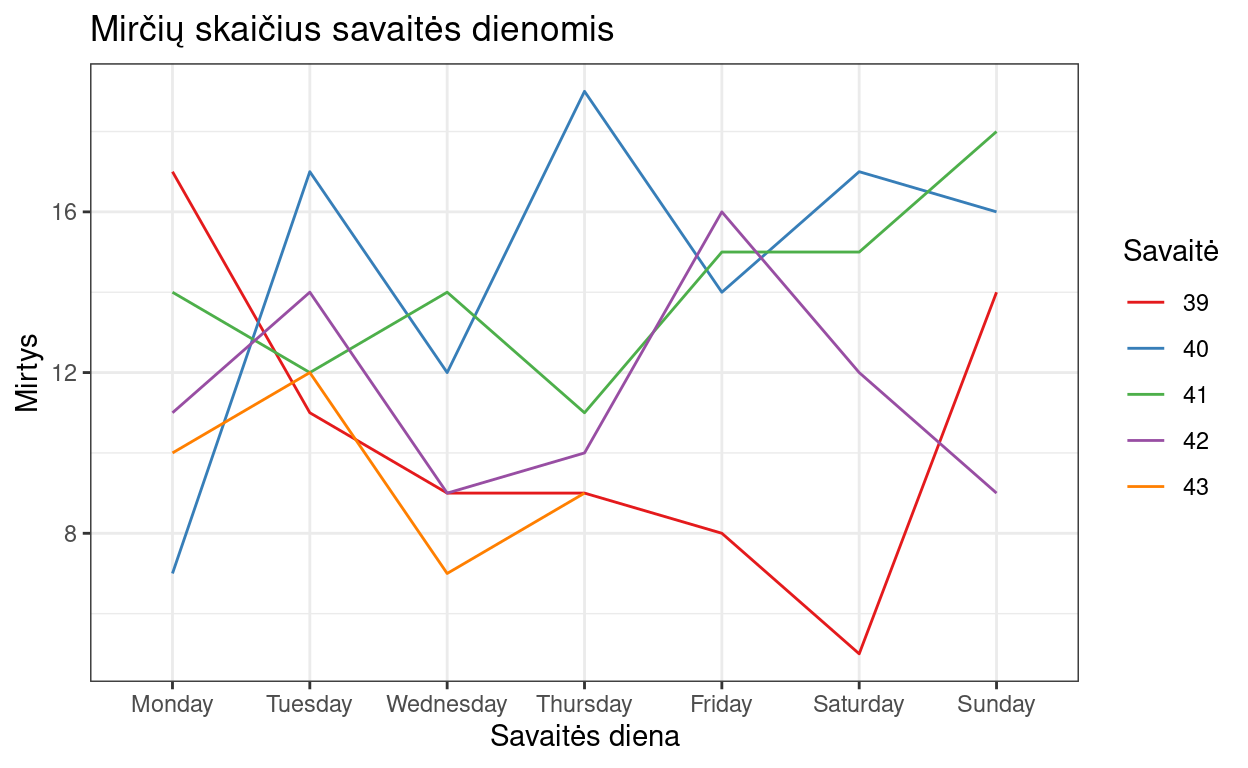 Mirčių skaičius savaitės dienomis
Mirtys
16
12
8
Monday Tuesday Wednesday Thursday Friday Saturday Sunday
Savaitės diena
Savaitė
39
40
41
42
43